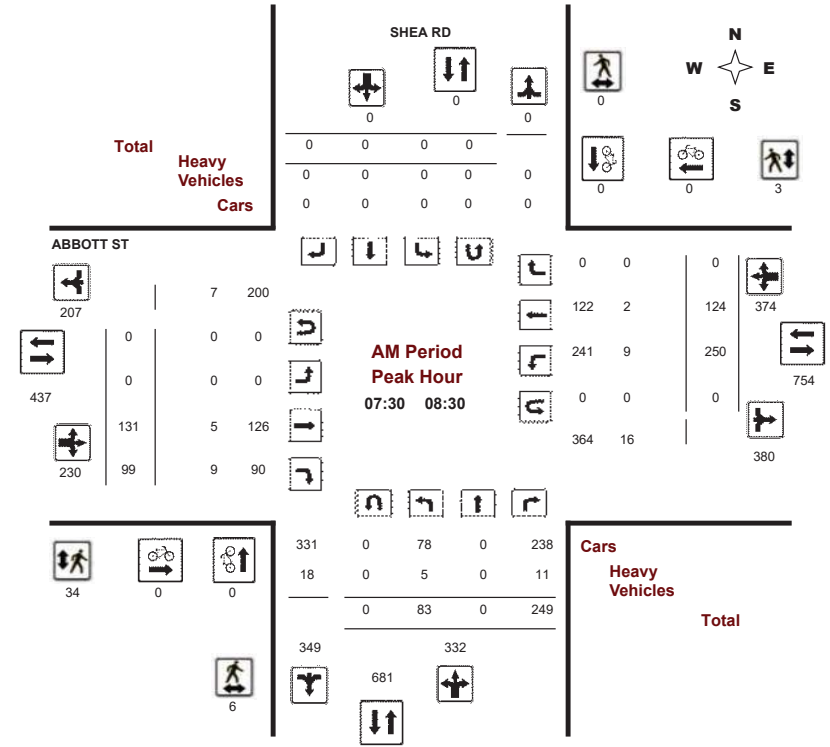 SHEA RD
N
W E
S
0
0
0
0
Total
0 0 0 0
Heavy
Vehicles
0 0 0 0 0
Cars
0 0 0 0 0
0 0 3
ABBOTT ST
207
7 200
0 0 0
437
0 0 0
131 5 126
230
99 9 90
AM Period
Peak Hour
07:30 08:30
0 0 0
122 2 124 374
241 9 250
754
0 0 0
364 16
380
34 0 0
6
331 0 78 0 238
18 0 5 0 11
0 83 0 249
349 332
681
Cars
Heavy
Vehicles
Total